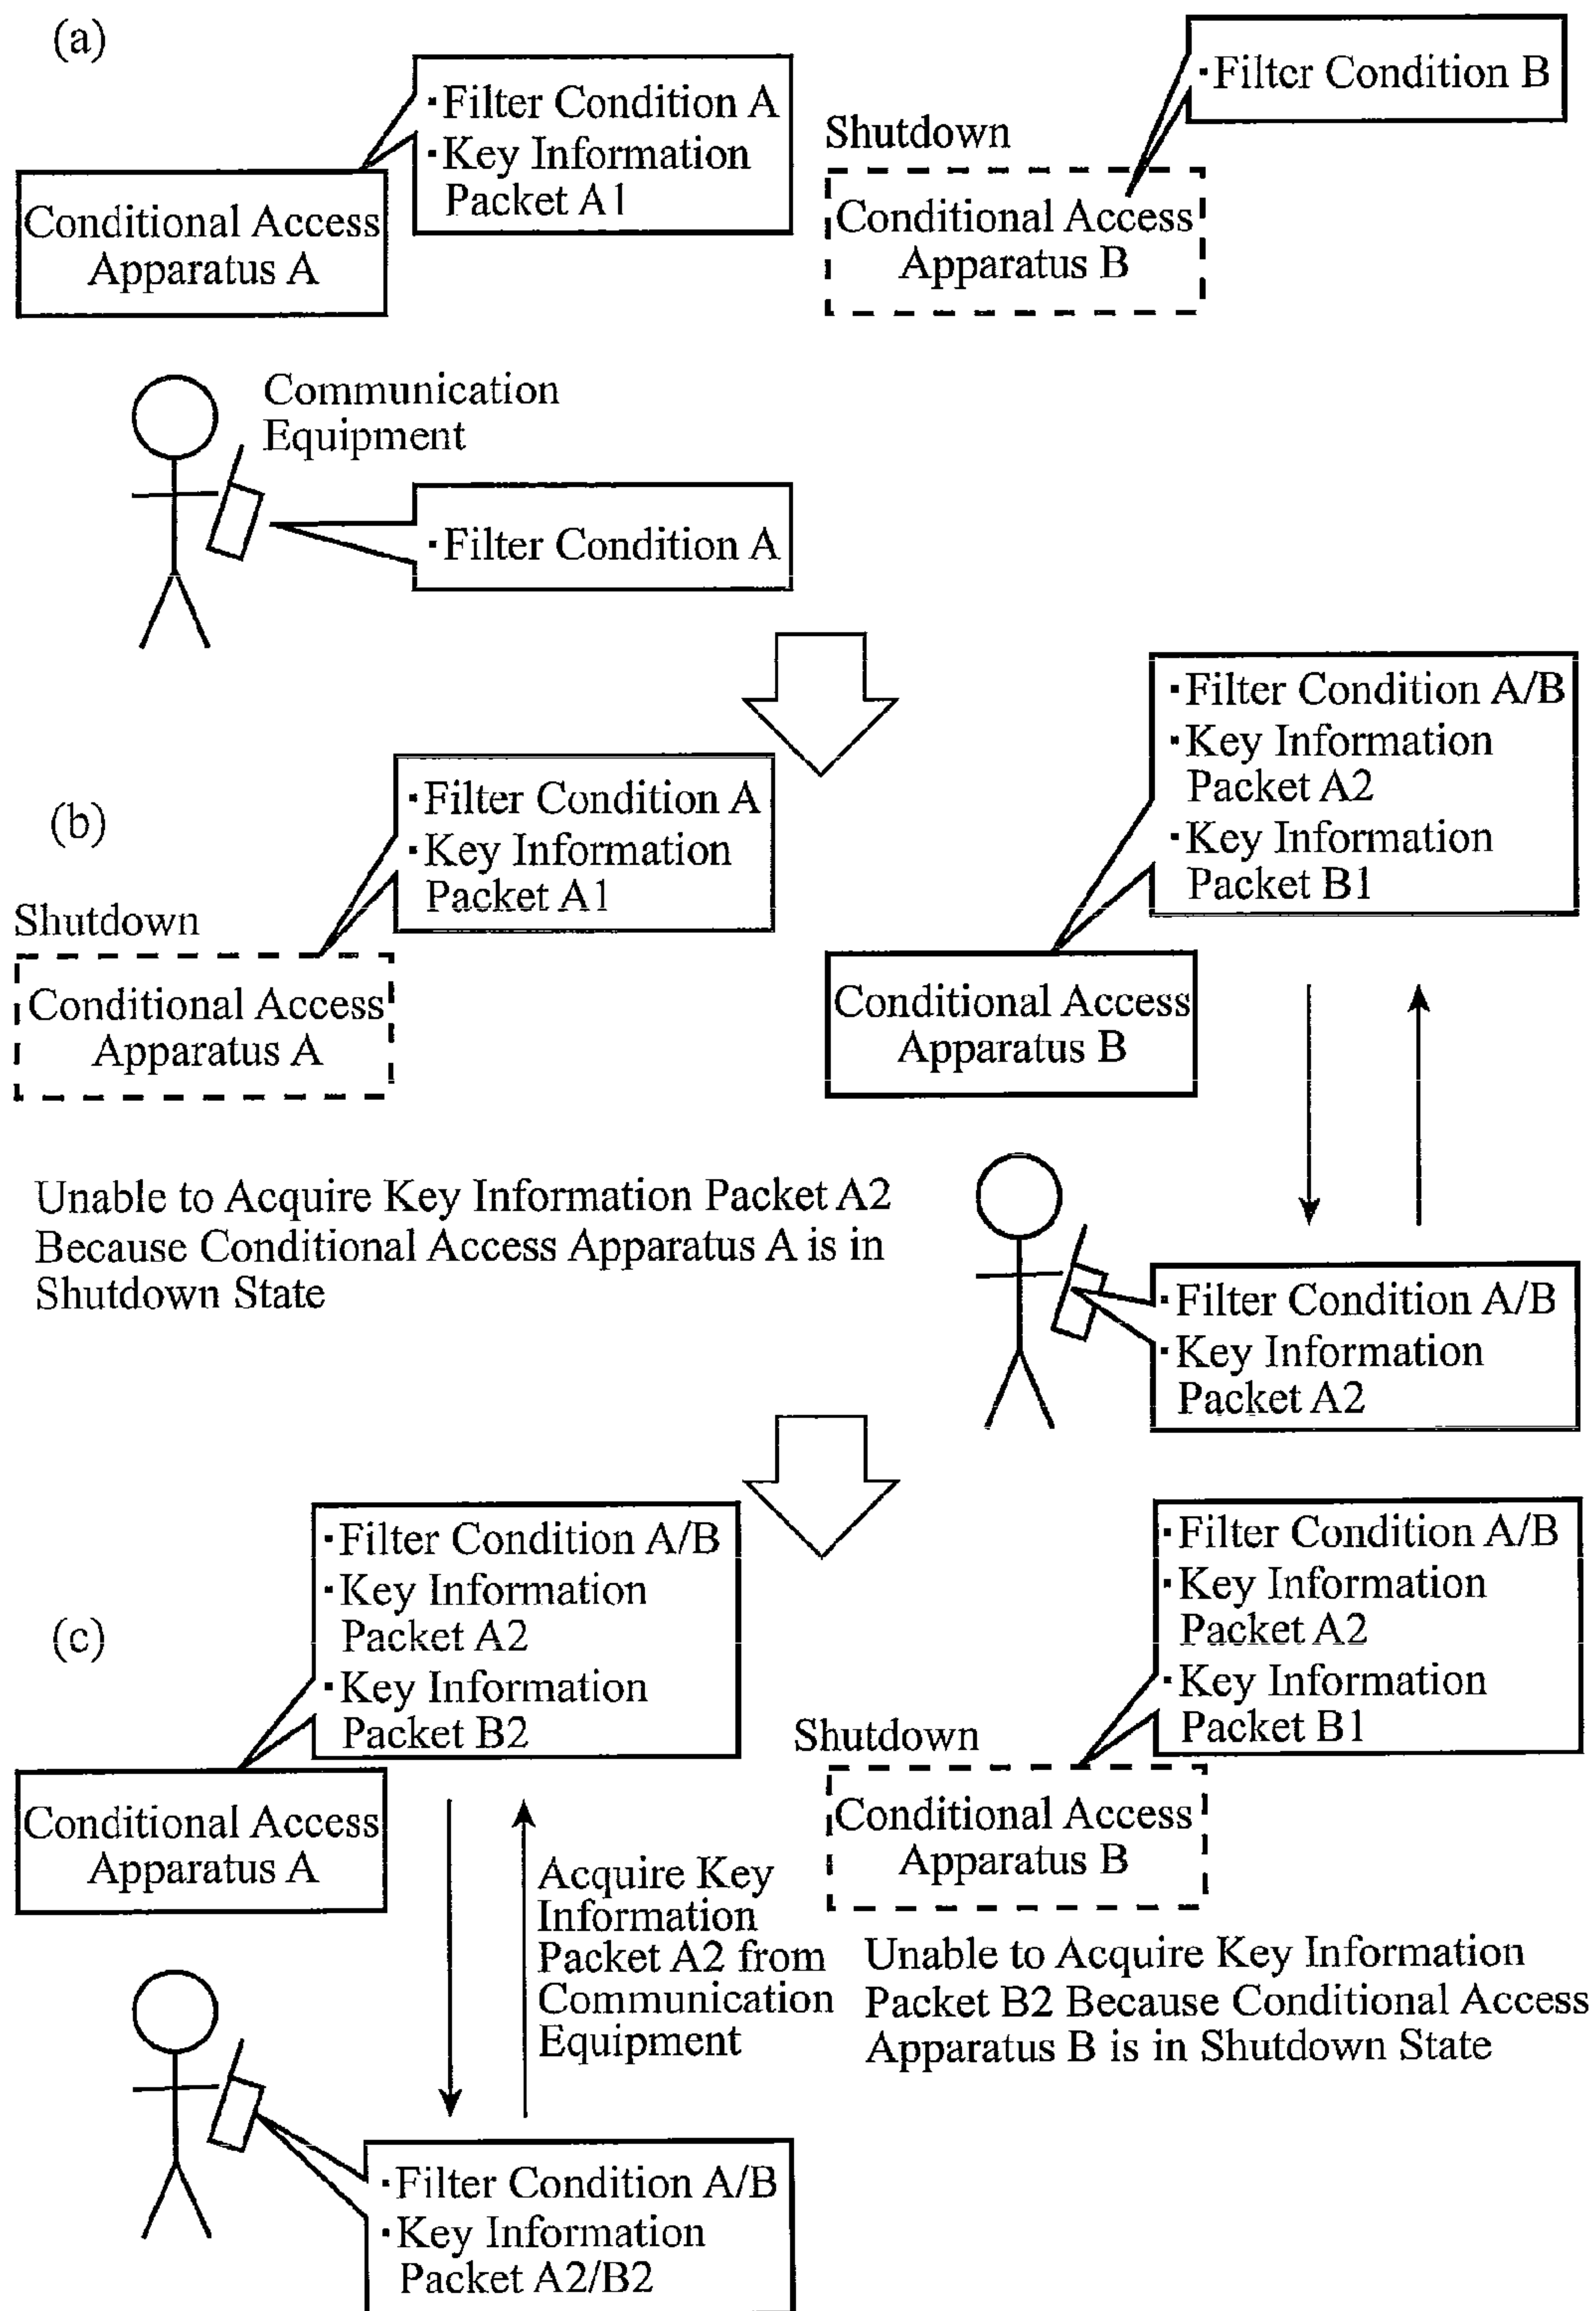 (a)
·Filter Condition A
·Key Information
Packet A1
Conditional Access
Apparatus A
·Filter Condition B
Shutdown
Conditional Access
Apparatus B
Communication
Equipment
·Filter Condition A
(b)
·Filter Condition A
·Key Information
Packet A1
Shutdown
Conditional Access
Apparatus A
·Filter Condition A/B
·Key Information
Packet A2
·Key Information
Packet B1
Conditional Access
Apparatus B
Unable to Acquire Key Information Packet A2
Because Conditional Access Apparatus A is in
Shutdown State
·Filter Condition A/B
·Key Information
Packet A2
(c)
·Filter Condition A/B
·Key Information
Packet A2
·Key Information
Packet B2
Conditional Access
Apparatus A
·Filter Condition A/B
·Key Information
Packet A2
·Key Information
Packet B1
Shutdown
Conditional Access
Apparatus B
Acquire Key
Information
Packet A2 from
Communication
Equipment
Unable to Acquire Key Information
Packet B2 Because Conditional Access
Apparatus B is in Shutdown State
·Filter Condition A/B
·Key Information
Packet A2/B2